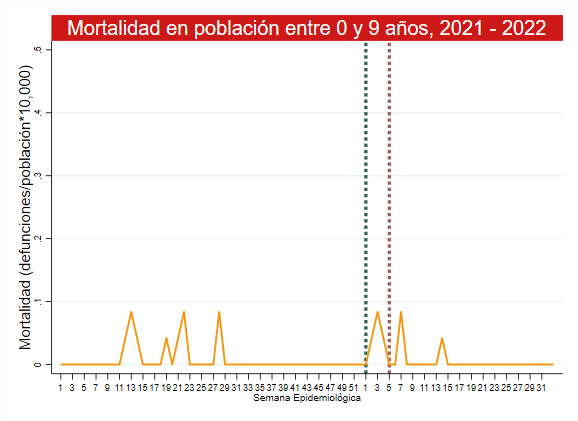 Mortalidad en población entre 0 y 9 años, 2021 - 2022
Mortalidad (defunciones/población*10,000)
.6
.4
.3
.2
.1
0
1 3 5 7 9 11 13 15 17 19 21 23 25 27 29 31 33 35 37 39 41 43 45 47 49 51 1 3 5 7 9 11 13 15 17 19 21 23 25 27 29 31
Semana Epidemiológica